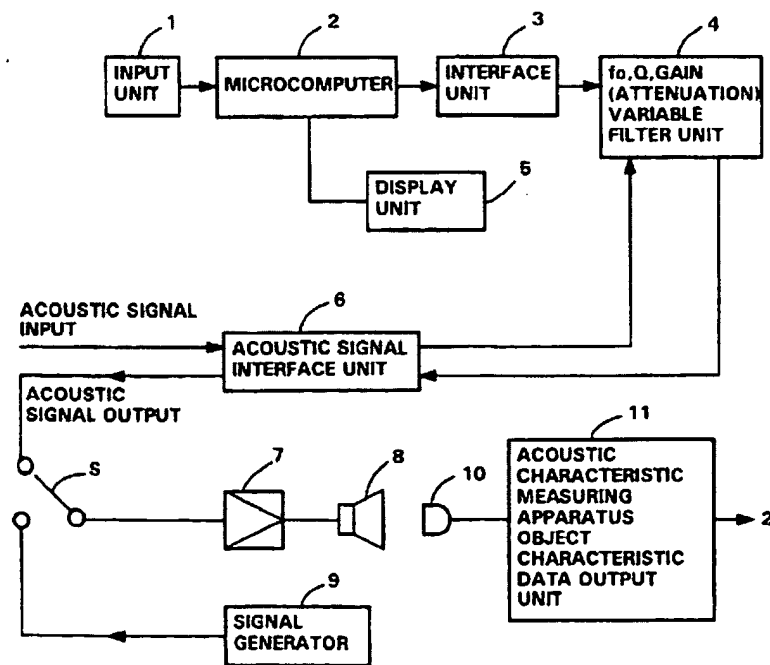 1
2
3
4
INPUT
UNIT
MICROCOMPUTER
INTERFACE
UNIT
fo,Q,GAIN
(ATTENUATION)
VARIABLE
FILTER UNIT
5
DISPLAY
UNIT
6
ACOUSTIC SIGNAL
INPUT
ACOUSTIC SIGNAL
INTERFACE UNIT
ACOUSTIC
SIGNAL OUTPUT
S
7
8
10
11
ACOUSTIC
CHARACTERISTIC
MEASURING
APPARATUS
OBJECT
CHARACTERISTIC
DATA OUTPUT
UNIT
2
9
SIGNAL
GENERATOR